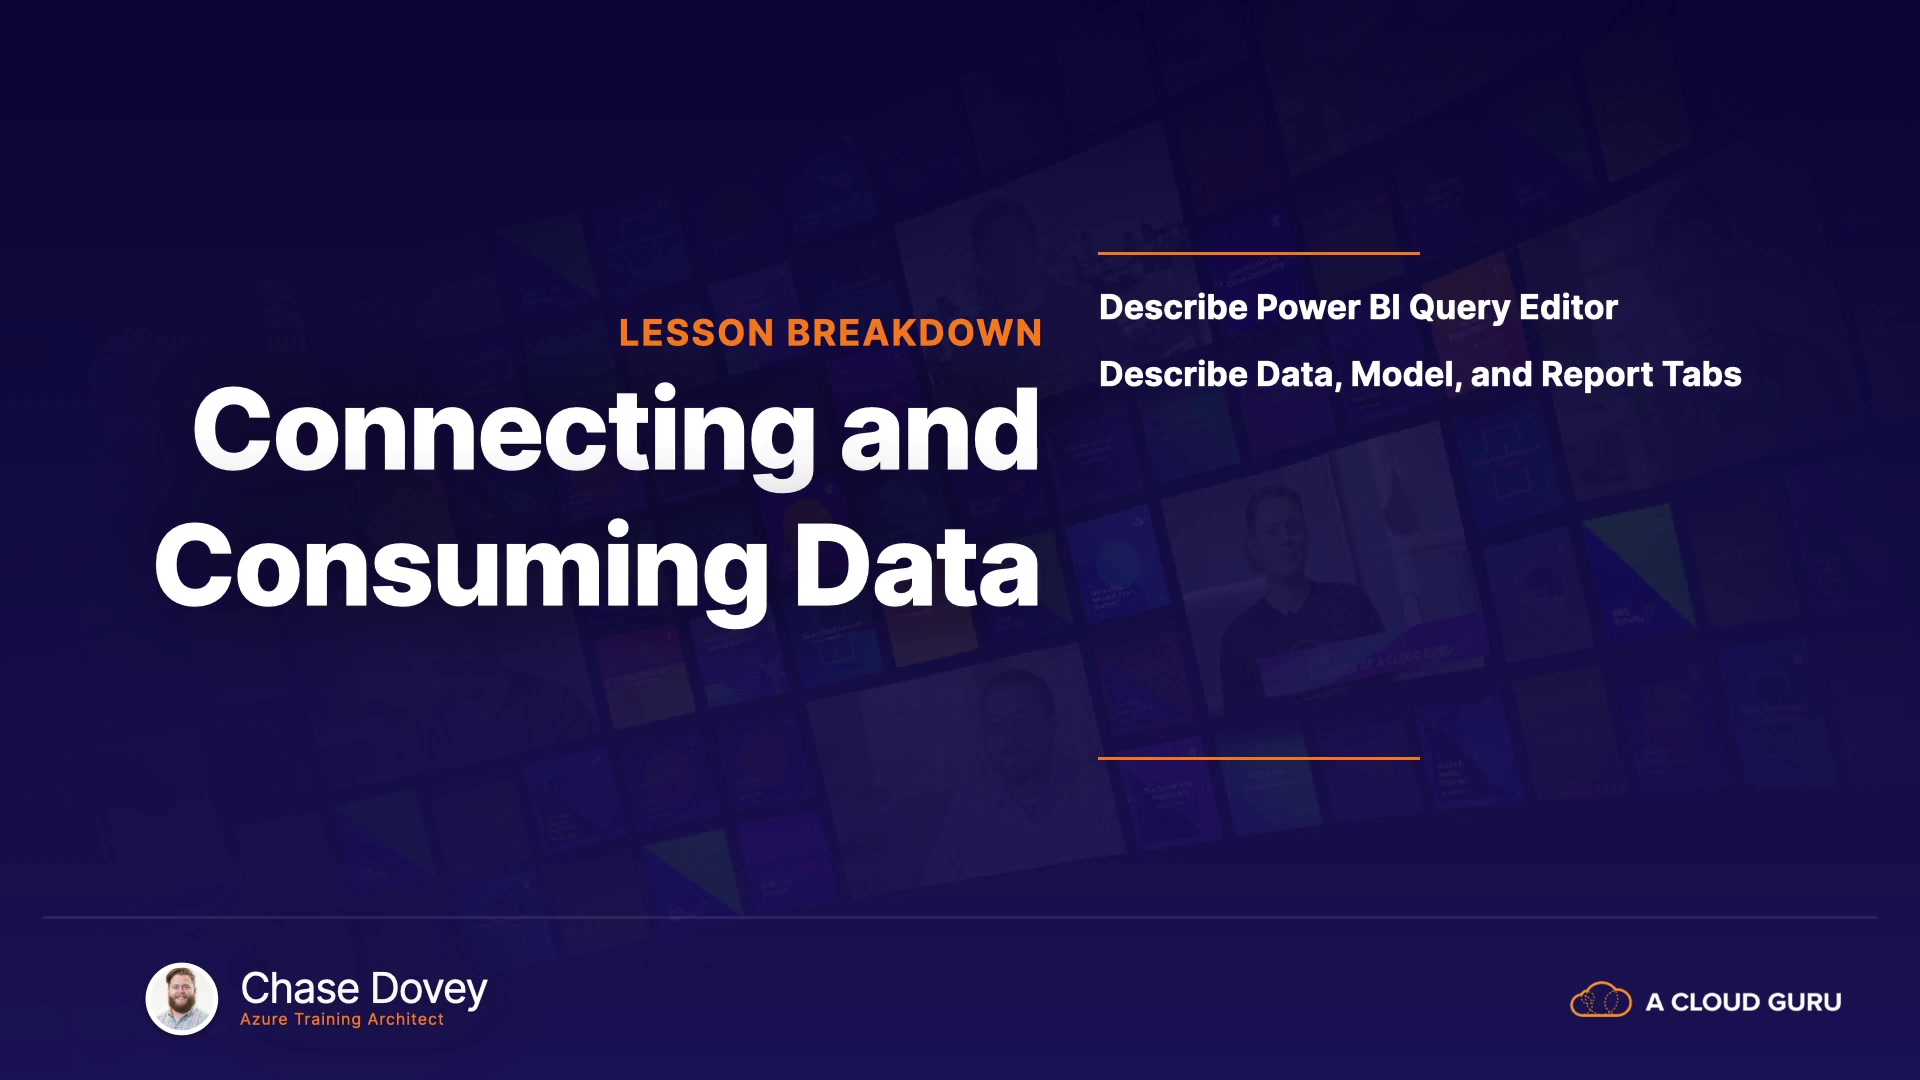 LESSON BREAKDOWN
Connecting and
Consuming Data
Describe Power BI Query Editor
Describe Data, Model, and Report Tabs
Chase Dovey
Azure Training Architect
A CLOUD GURU